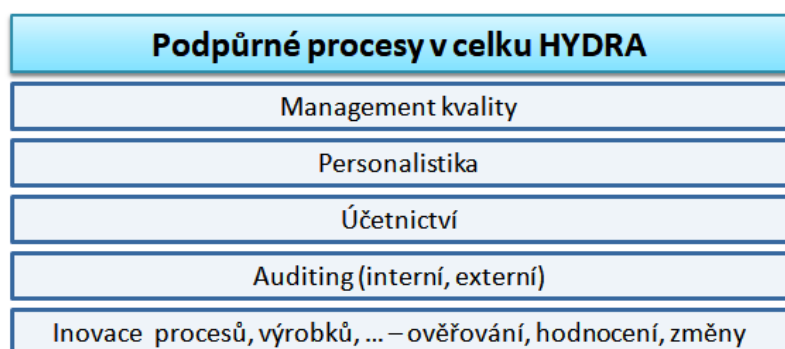 Podpůrné procesy v celku HYDRA
Management kvality
Personalistika
Účetnictví
Auditing (interní, externí)
Inovace procesů, výrobků, ... – ověřování, hodnocení, změny